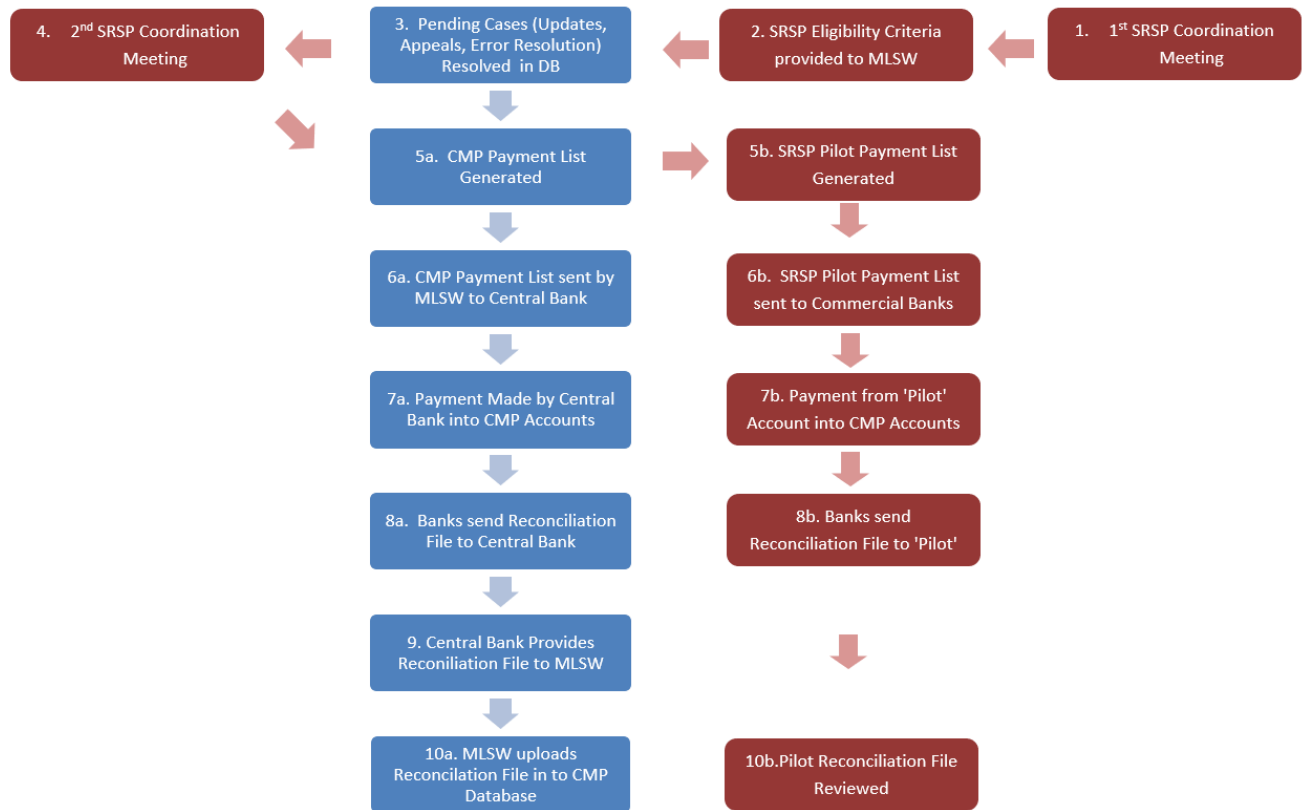 4. 2nd SRSP Coordination
Meeting
3. Pending Cases (Updates,
Appeals, Error Resolution)
Resolved in DB
2. SRSP Eligibility Criteria
provided to MLSW
1. 1st SRSP Coordination
Meeting
5a. CMP Payment List
Generated
5b. SRSP Pilot Payment List
Generated
6a. CMP Payment List sent by
MLSW to Central Bank
6b. SRSP Pilot Payment List
sent to Commercial Banks
7a. Payment Made by Central
Bank into CMP Accounts
7b. Payment from 'Pilot'
Account into CMP Accounts
8a. Banks send Reconciliation
File to Central Bank
8b. Banks send
Reconciliation File to 'Pilot'
9. Central Bank Provides
Reconiliation File to MLSW
10a. MLSW uploads
Reconcilation File in to CMP
Database
10b.Pilot Reconciliation File
Reviewed